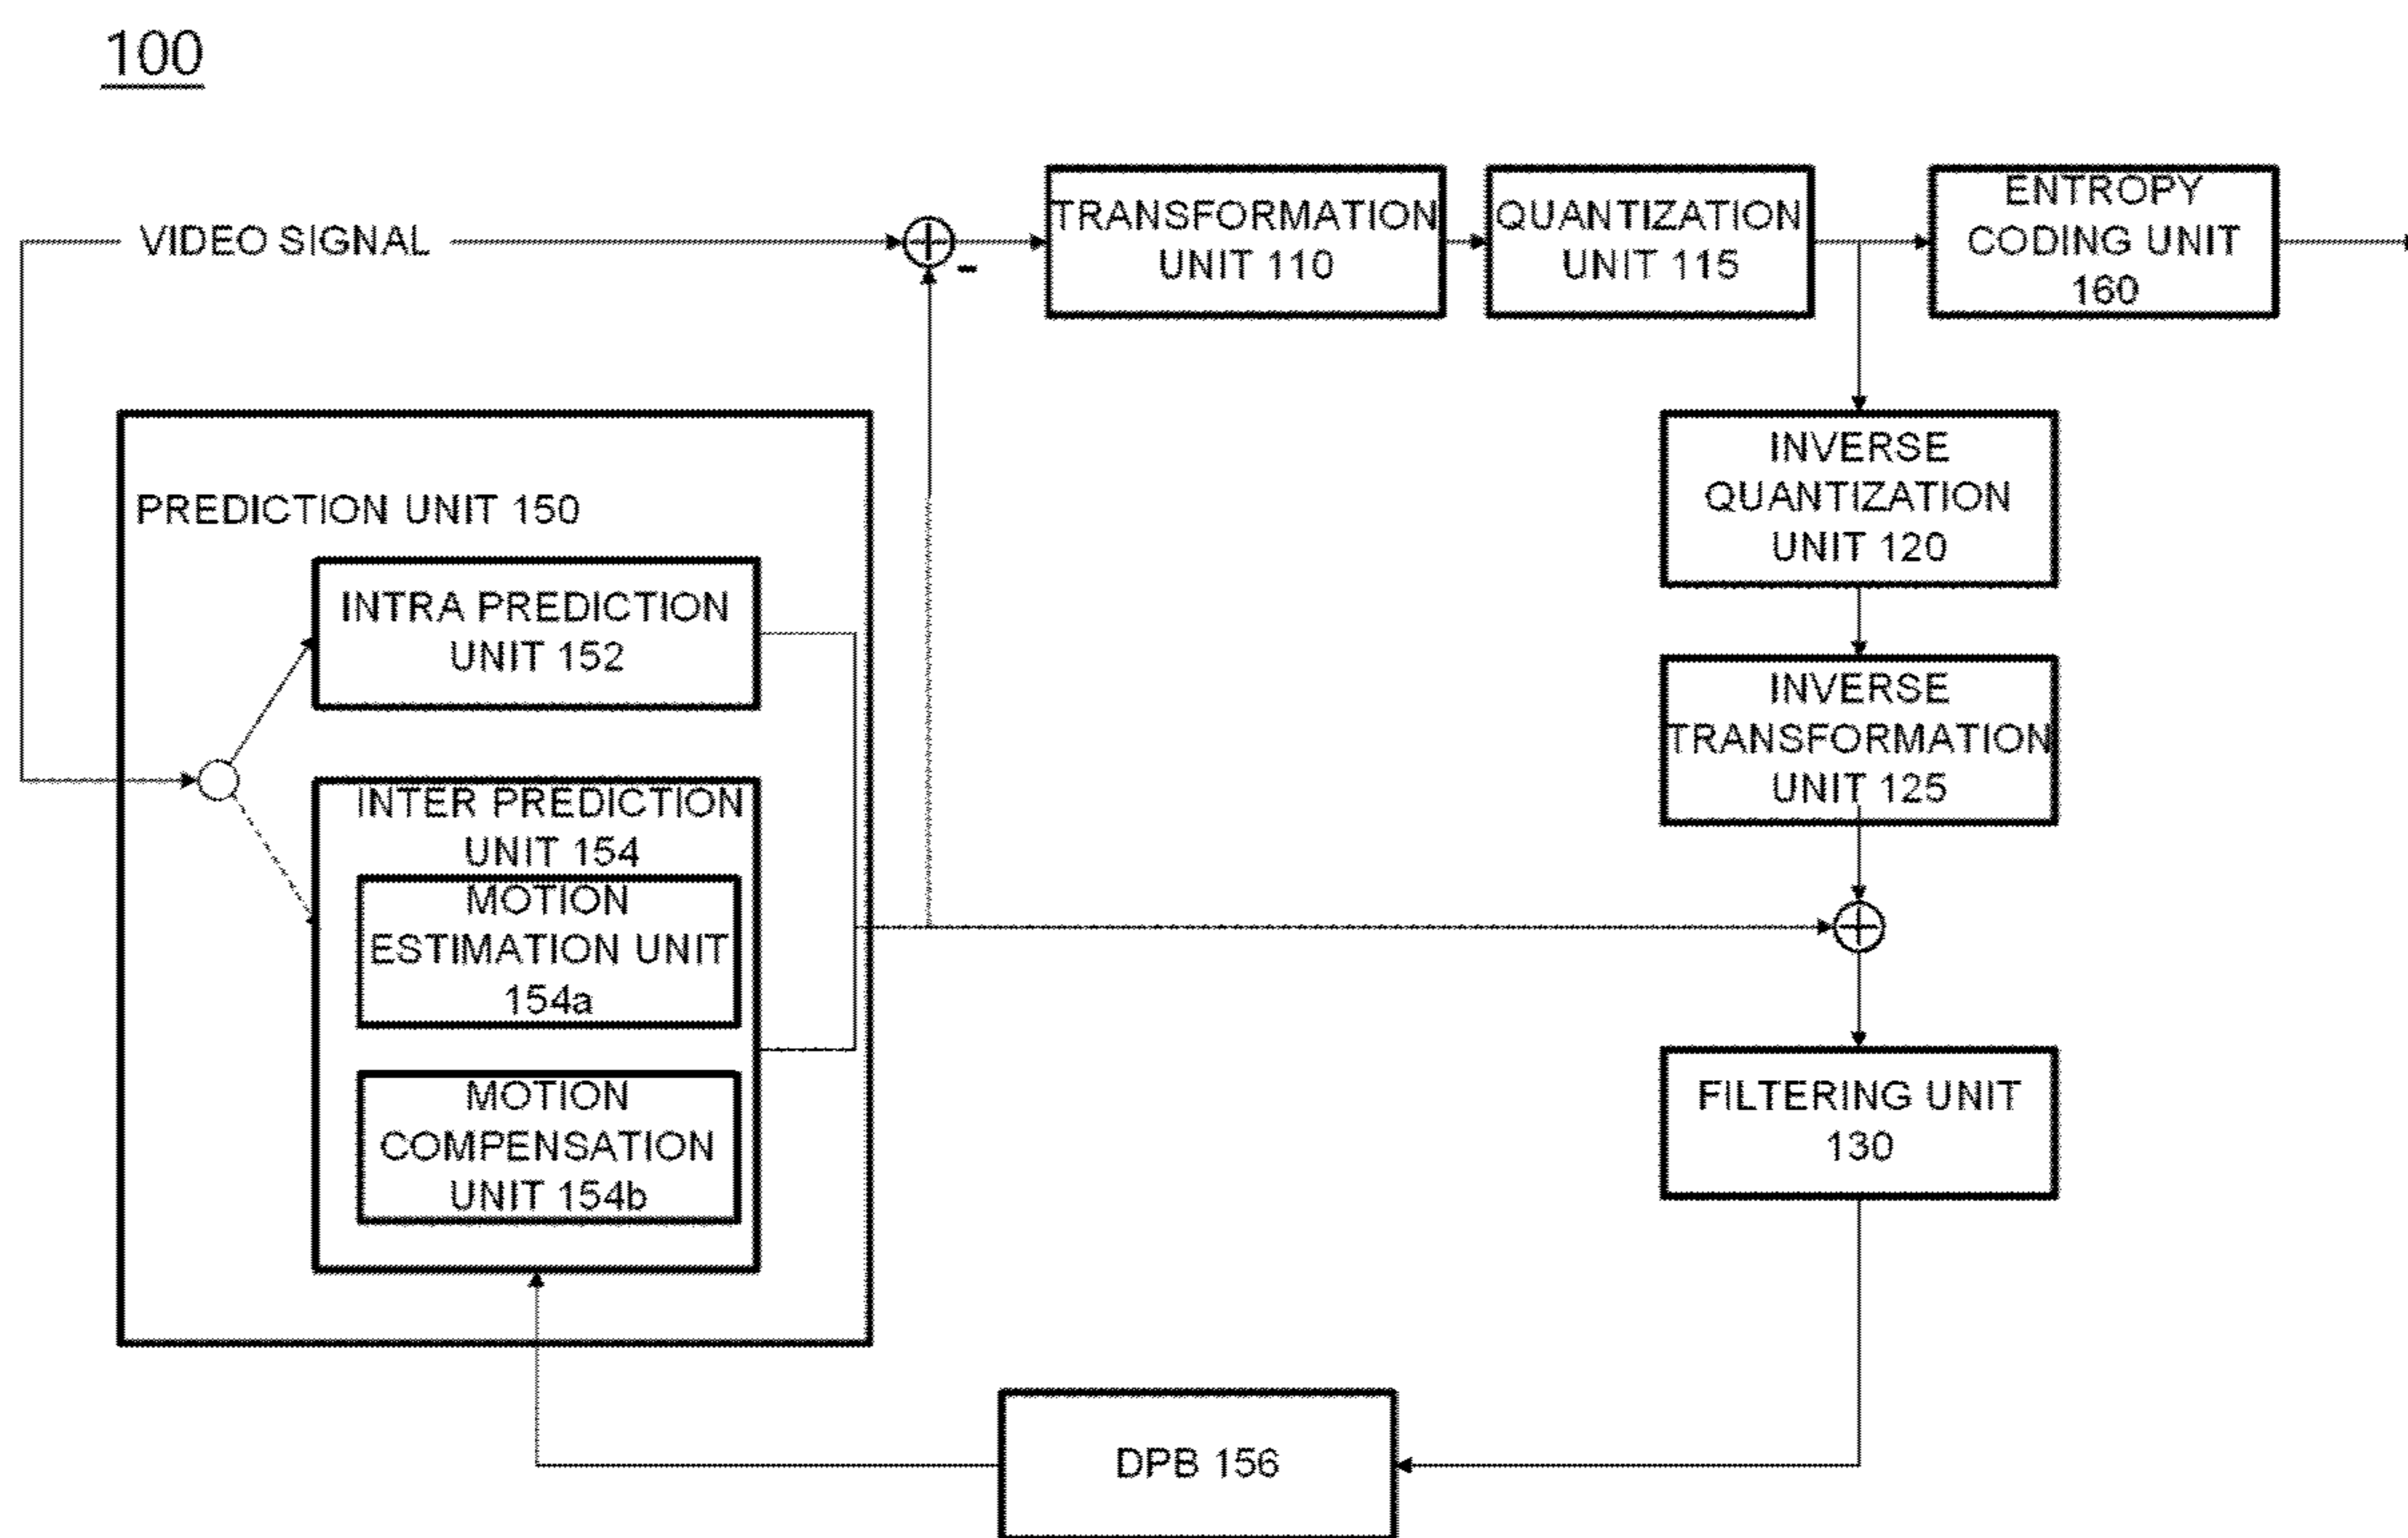 100
VIDEO SIGNAL
-
TRANSFORMATION
UNIT 110
QUANTIZATION
UNIT 115
ENTROPY
CODING UNIT
160
INVERSE
QUANTIZATION
UNIT 120
INVERSE
TRANSFORMATION
UNIT 125
PREDICTION UNIT 150
INTRA PREDICTION
UNIT 152
INTER PREDICTION
UNIT 154
MOTION
ESTIMATION UNIT
154a
MOTION
COMPENSATION
UNIT 154b
FILTERING UNIT
130
DPB 156